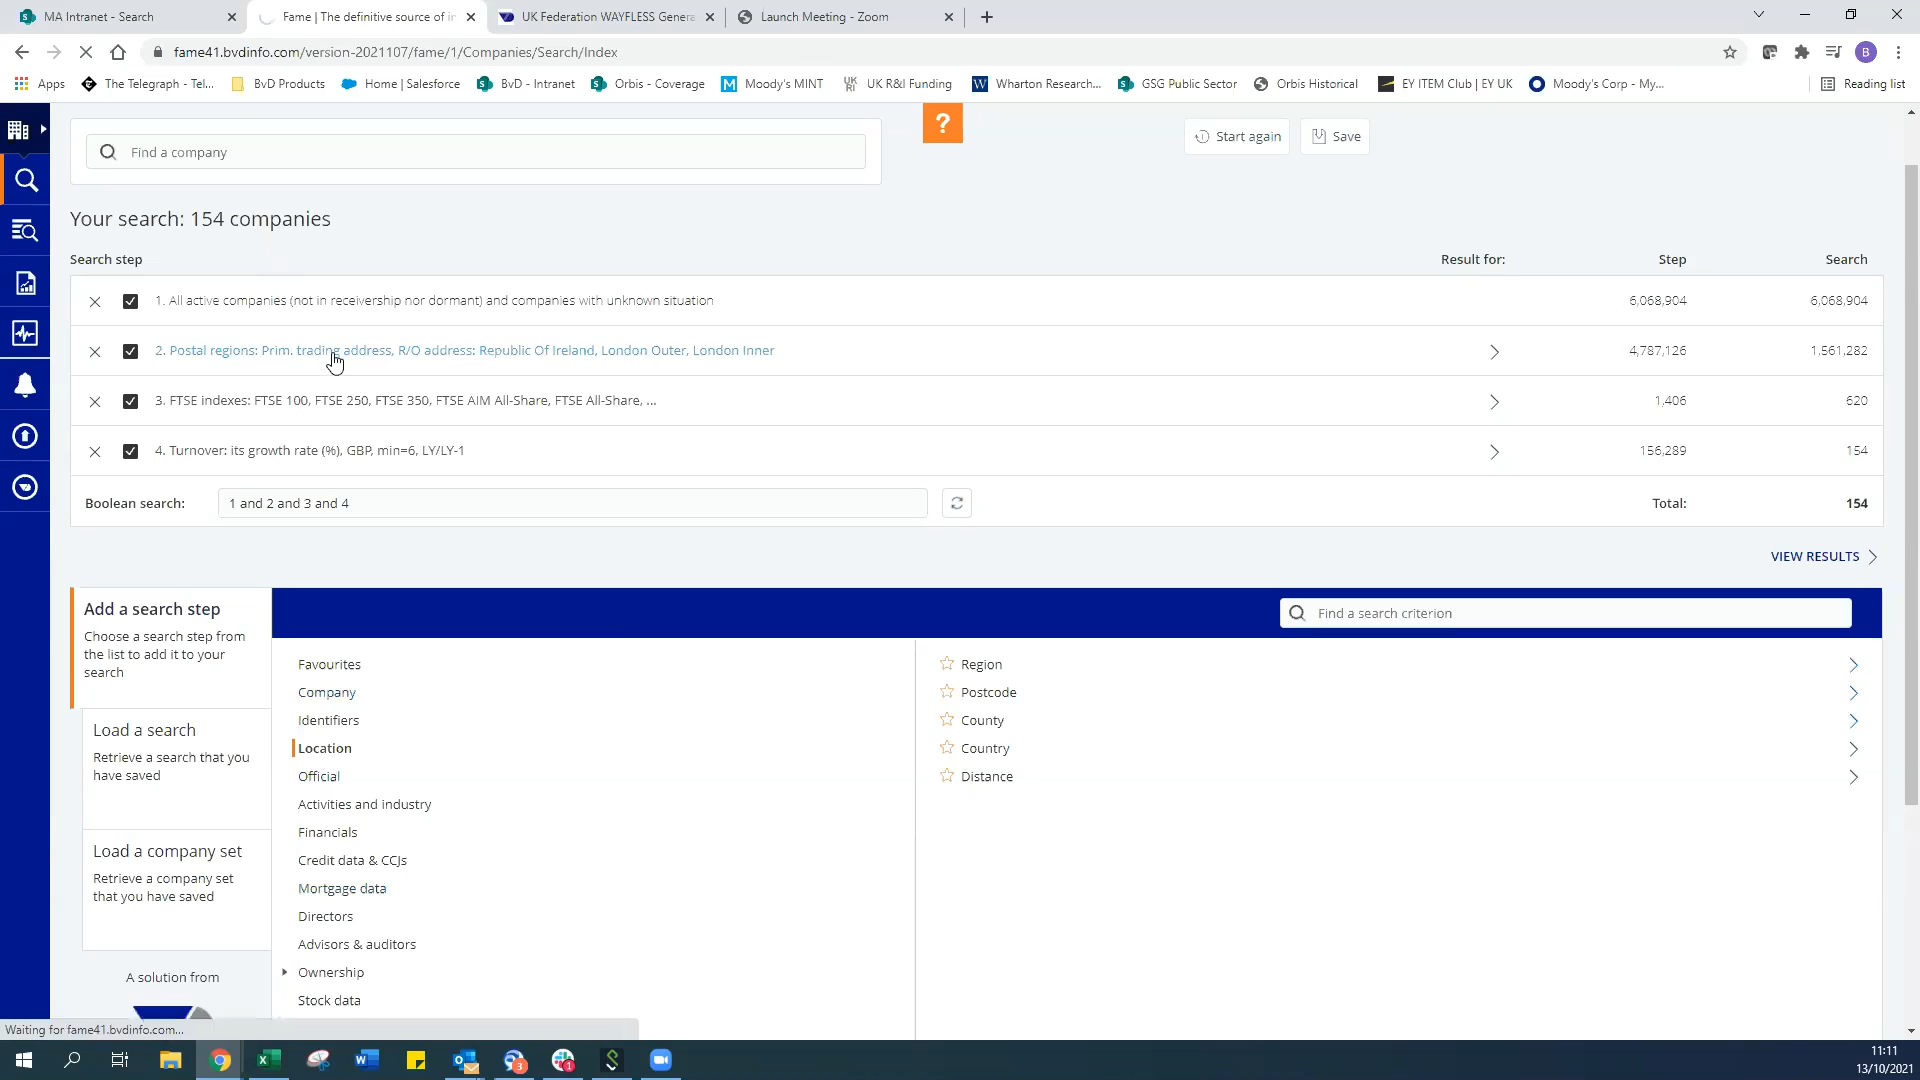 MA Intranet - Search
Fame | The definitive source of in
UK Federation WAYFLESS Genera
Launch Meeting - Zoom
fame41.bvdinfo.com/version-2021107/fame/1/Companies/Search/Index
B
Apps
The Telegraph - Tel...
BvD Products
Home | Salesforce
BvD - Intranet
Orbis - Coverage
M
Moody's MINT
UK RI
UK R&I Funding
W
Wharton Research...
GSG Public Sector
Orbis Historical
EY ITEM Club | EY UK
Moody's Corp - My...
Reading list
Find a company
?
Start again
Save
Your search: 154 companies
Search step
Result for:
Step
Search
1. All active companies (not in receivership nor dormant) and companies with unknown situation
6,068,904
6,068,904
2. Postal regions: Prim. trading address, R/O address: Republic Of Ireland, London Outer, London Inner
4,787,126
1,561,282
3. FTSE indexes: FTSE 100, FTSE 250, FTSE 350, FTSE AIM All-Share, FTSE All-Share, ...
1,406
620
4. Turnover: its growth rate (%), GBP, min=6, LY/LY-1
156,289
154
Boolean search:
1 and 2 and 3 and 4
Total:
154
VIEW RESULTS
Add a search step
Choose a search step from
the list to add it to your
search
Find a search criterion
Load a search
Retrieve a search that you
have saved
Load a company set
Retrieve a company set
that you have saved
A solution from
Favourites
Company
Identifiers
Location
Official
Activities and industry
Financials
Credit data & CCJs
Mortgage data
Directors
Advisors & auditors
Ownership
Stock data
Region
Postcode
County
Country
Distance
Waiting for fame41.bvdinfo.com...
3
1
11:11
13/10/2021